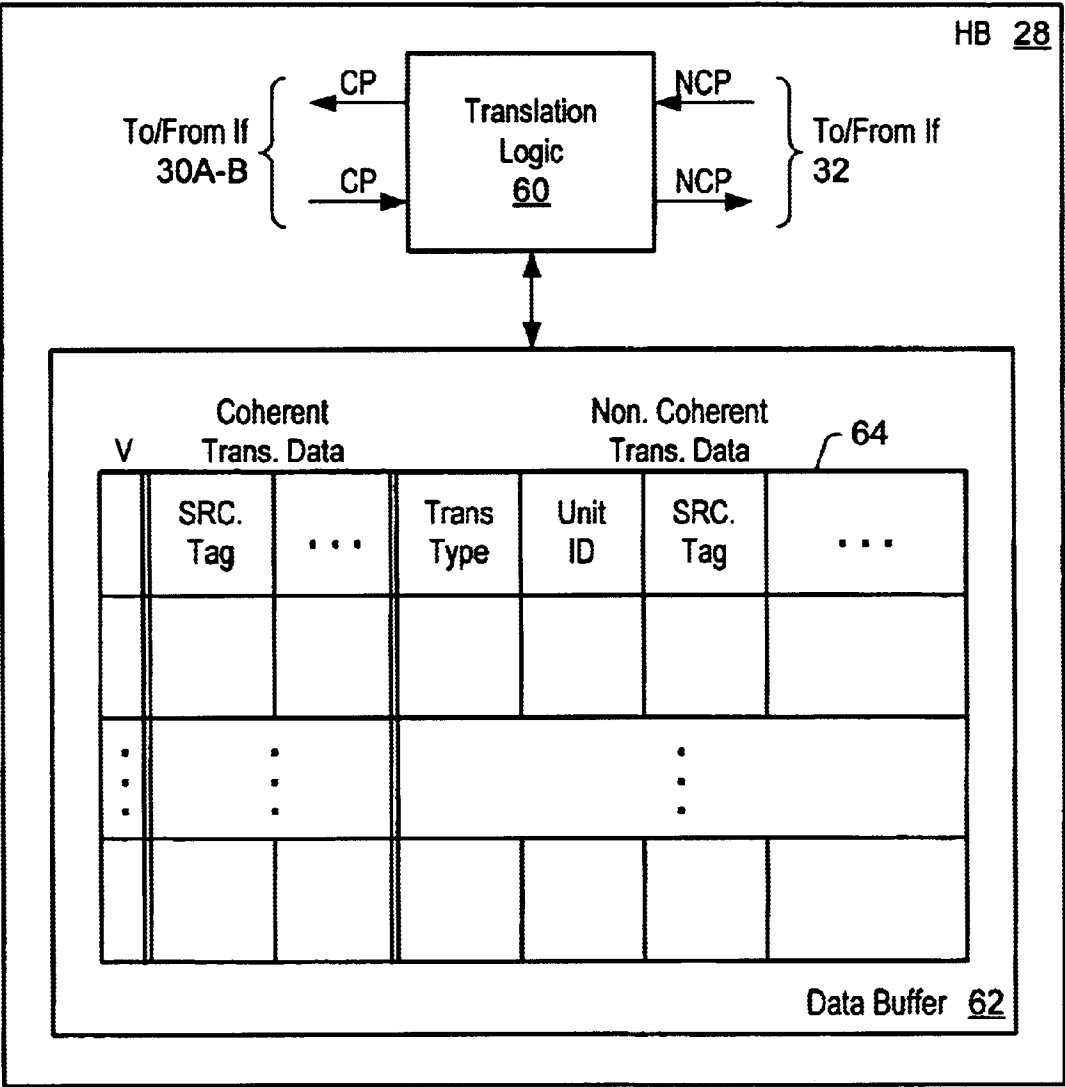 HB 28
CP
NCP
Translation
Logic
60
To/From If
30A-B
To/From If
32
CP
NCP
Coherent
Trans. Data
Non. Coherent
Trans. Data
64
V
SRC.
Tag
. . .
Trans
Type
Unit
ID
SRC.
Tag
. . .
Data Buffer 62